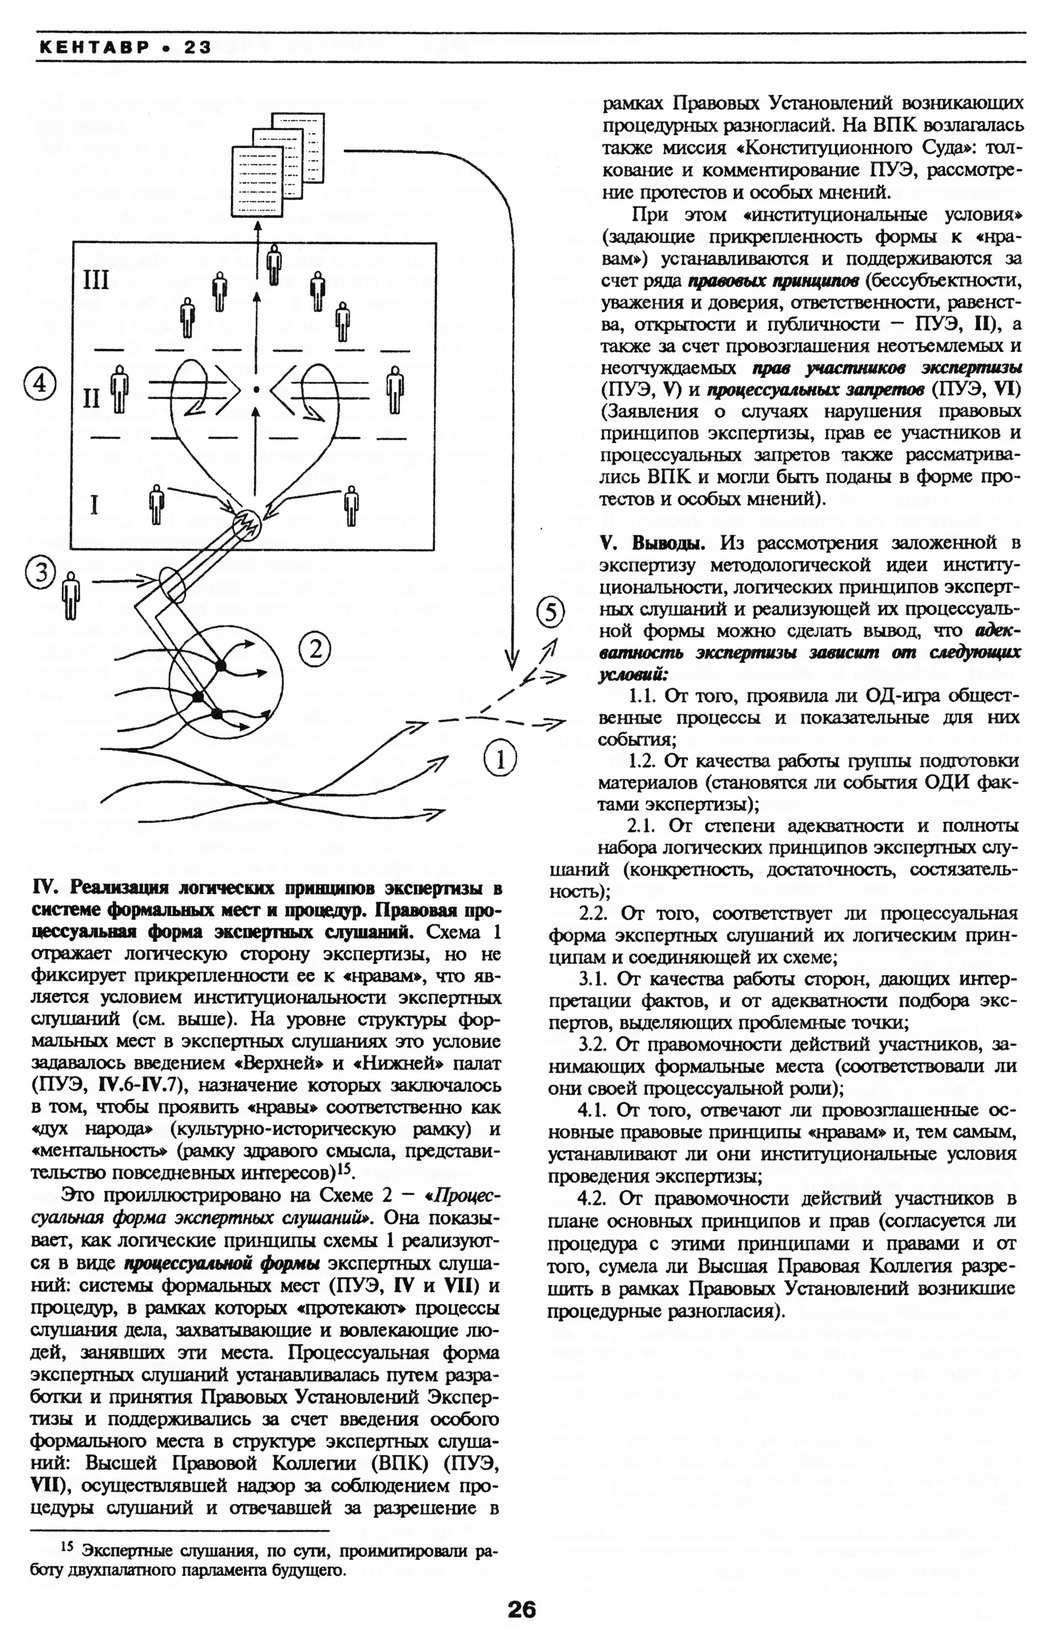 КЕНТАВР • 23
III
II
I
4
3
2
5
1
IV. Реализация логических принципов экспертизы в
системе формальных мест и процедур. Правовая про-
цессуальная форма экспертных слушаний. Схема 1
отражает логическую сторону экспертизы, но не
фиксирует прикрепленности ее к «нравам», что яв-
ляется условием институциональности экспертных
слушаний (см. выше). На уровне структуры фор-
мальных мест в экспертных слушаниях это условие
задавалось введением «Верхней» и «Нижней» палат
(ПУЭ, IV.6-IV.7), назначение которых заключалось
в том, чтобы проявить «нравы» соответственно как
«дух народа» (культурно-историческую рамку) и
«ментальность» (рамку здравого смысла, представи-
тельство повседневных интересов)15.
Это проиллюстрировано на Схеме 2 — «Процес-
суальная форма экспертных слушаний». Она показы-
вает, как логические принципы схемы 1 реализуют-
ся в виде процессуальной формы экспертных слуша-
ний: системы формальных мест (ПУЭ, IV и VII) и
процедур, в рамках которых «протекают» процессы
слушания дела, захватывающие и вовлекающие лю-
дей, занявших эти места. Процессуальная форма
экспертных слушаний устанавливалась путем разра-
ботки и принятия Правовых Установлений Экспер-
тизы и поддерживались за счет введения особого
формального места в структуре экспертных слуша-
ний: Высшей Правовой Коллегии (ВПК) (ПУЭ,
VII), осуществлявшей надзор за соблюдением про-
цедуры слушаний и отвечавшей за разрешение в
15 Экспертные слушания, по сути, проимитировали ра-
боту двухпалатного парламента будущего.
рамках Правовых Установлений возникающих
процедурных разногласий. На ВПК возлагалась
также миссия «Конституционного Суда»: тол-
кование и комментирование ПУЭ, рассмотре-
ние протестов и особых мнений.
При этом «институциональные условия»
(задающие прикрепленность формы к «нра-
вам») устанавливаются и поддерживаются за
счет ряда правовых принципов (бессубъектности,
уважения и доверия, ответственности, равенст-
ва, открытости и публичности — ПУЭ, II), а
также за счет провозглашения неотъемлемых и
неотчуждаемых прав участников экспертизы
(ПУЭ, V) и процессуальных запретов (ПУЭ, VI)
(Заявления о случаях нарушения правовых
принципов экспертизы, прав ее участников и
процессуальных запретов также рассматрива-
лись ВПК и могли быть поданы в форме про-
тестов и особых мнений).
V. Выводы. Из рассмотрения заложенной в
экспертизу методологической идеи институ-
циональности, логических принципов эксперт-
ных слушаний и реализующей их процессуаль-
ной формы можно сделать вывод, что адек-
ватность экспертизы зависит от следующих
условий:
1.1. От того, проявила ли ОД-игра общест-
венные процессы и показательные для них
события;
1.2. От качества работы группы подготовки
материалов (становятся ли события ОДИ фак-
тами экспертизы);
2.1. От степени адекватности и полноты
набора логических принципов экспертных слу-
шаний (конкретность, достаточность, состязатель-
ность);
2.2. От того, соответствует ли процессуальная
форма экспертных слушаний их логическим прин-
ципам и соединяющей их схеме;
3.1. От качества работы сторон, дающих интер-
претации фактов, и от адекватности подбора экс-
пертов, выделяющих проблемные точки;
3.2. От правомочности действий участников, за-
нимающих формальные места (соответствовали ли
они своей процессуальной роли);
4.1. От того, отвечают ли провозглашенные ос-
новные правовые принципы «нравам» и, тем самым,
устанавливают ли они институциональные условия
проведения экспертизы;
4.2. От правомочности действий участников в
плане основных принципов и прав (согласуется ли
процедура с этими принципами и правами и от
того, сумела ли Высшая Правовая Коллегия разре-
шить в рамках Правовых Установлений возникшие
процедурные разногласия).
26